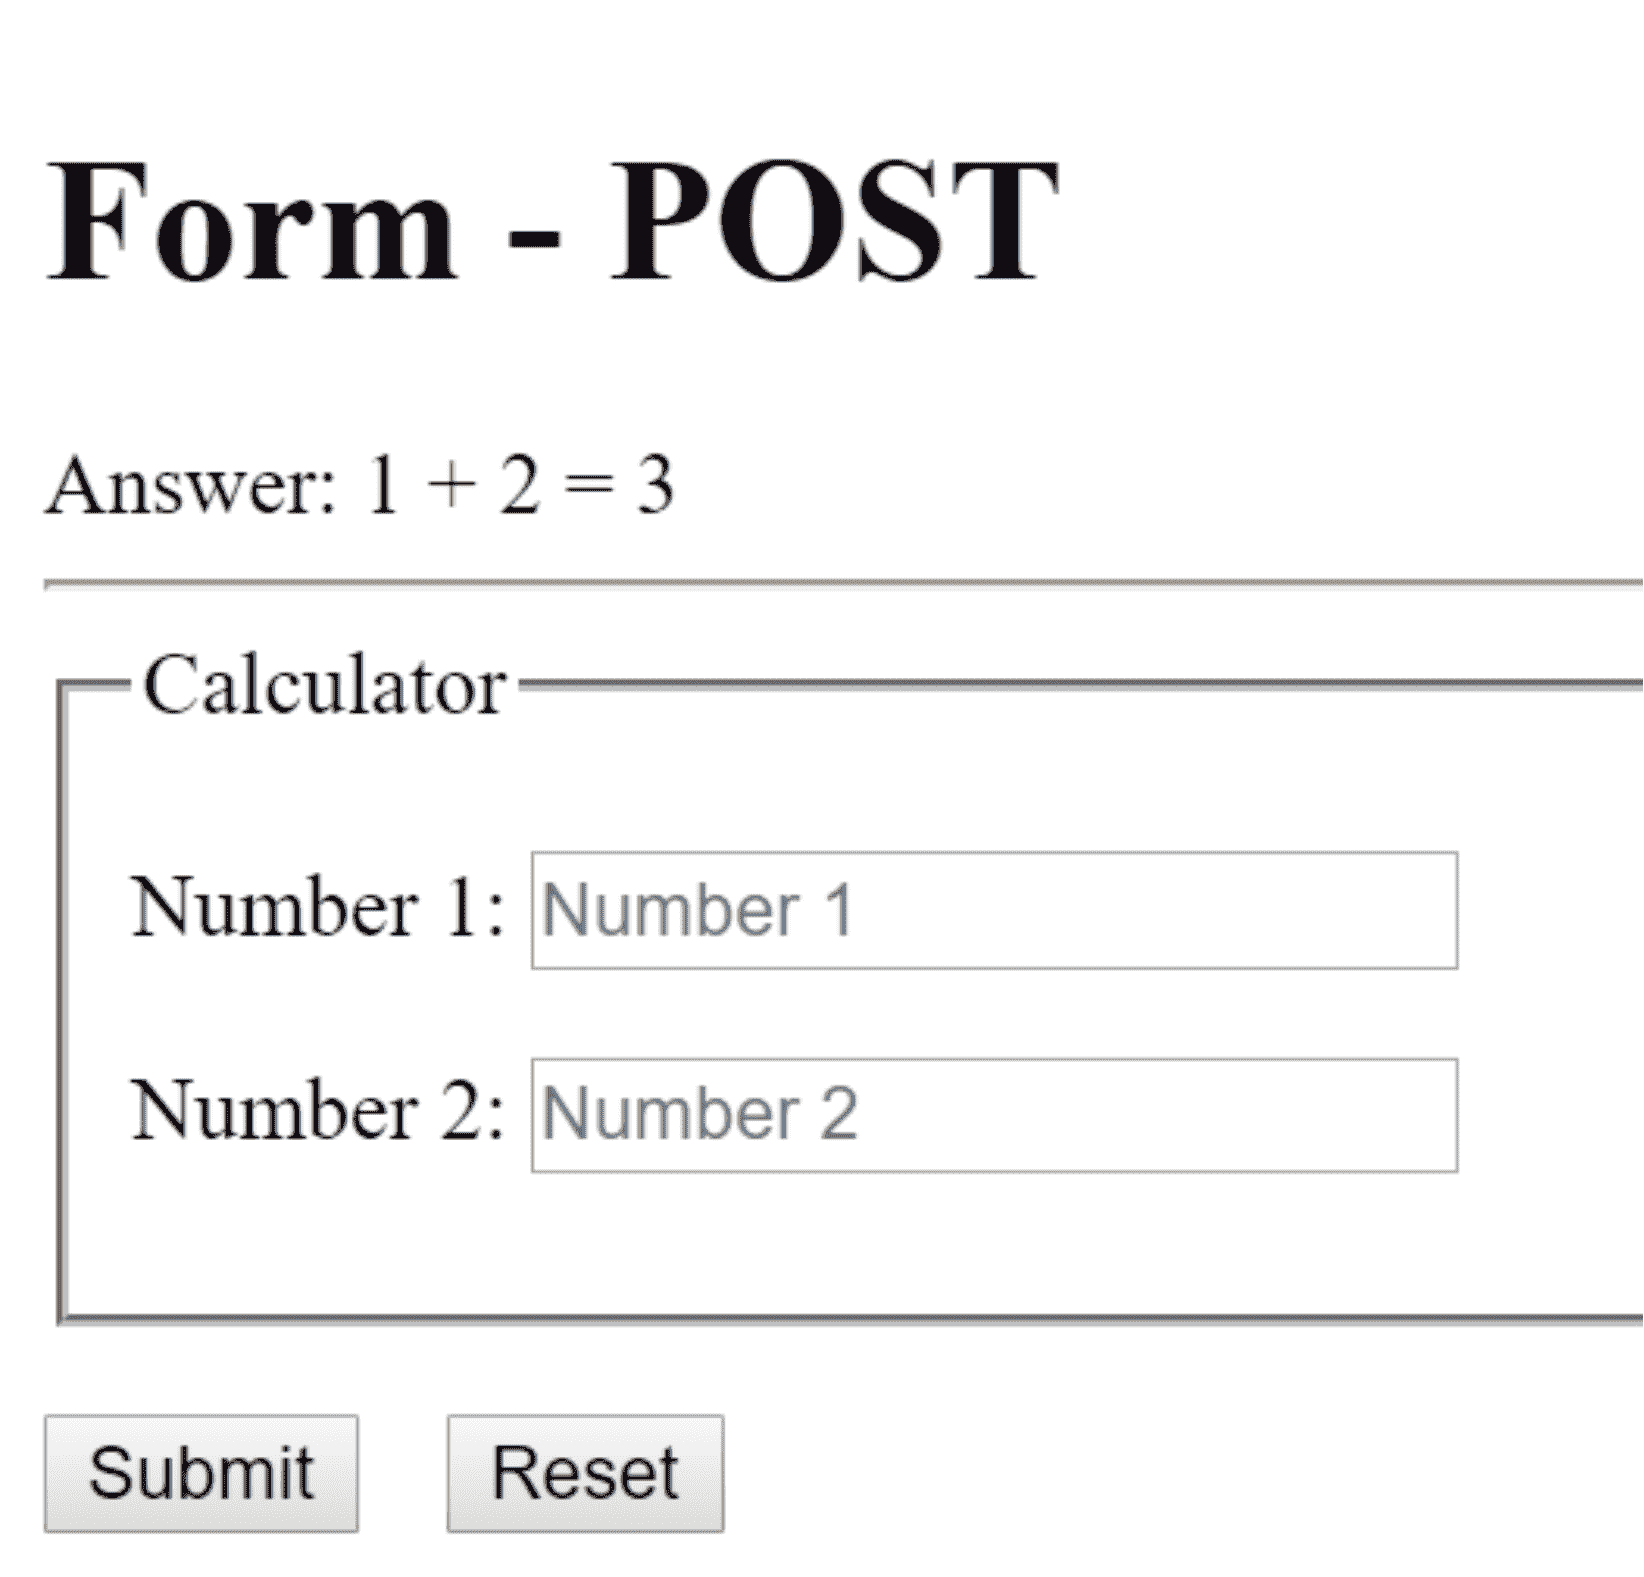 Form - POST
Answer: 1 + 2 = 3
Calculator
Number 1: Number 1
Number 2: Number 2
Submit Reset